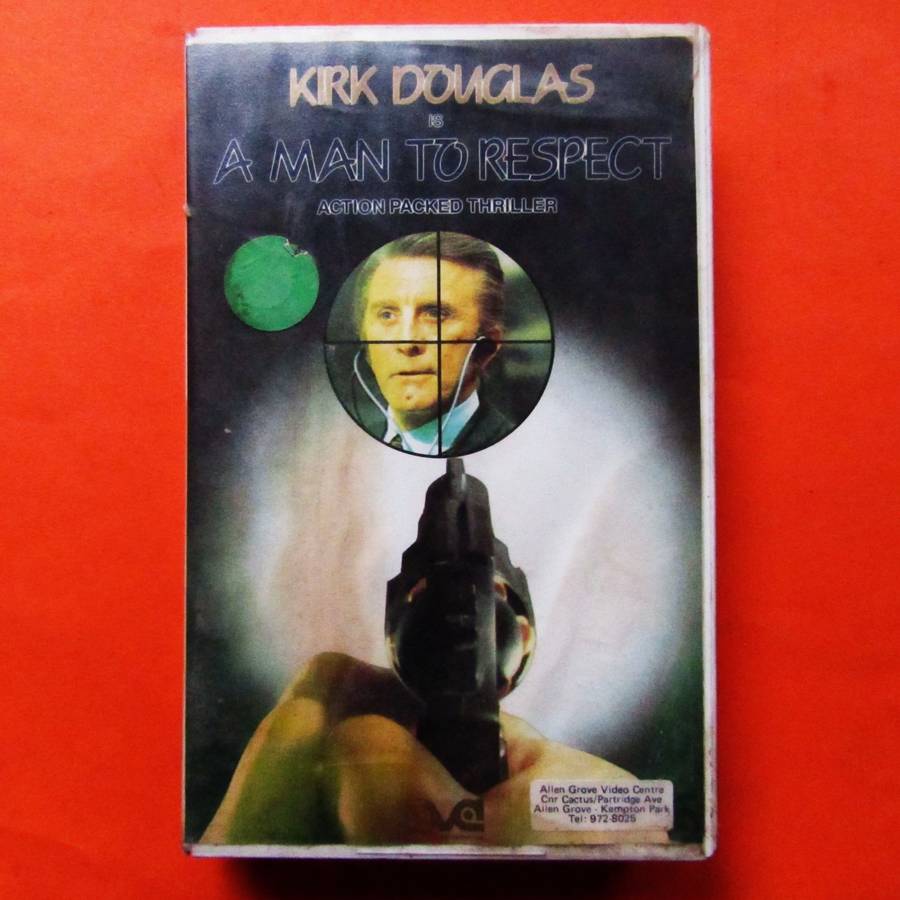 KIRK DOUGLAS
IS
A MAN TO RESPECT
ACTION PACKED THRILLER
Allen Grove Video Centre
Cnr Cactus/Partridge Ave
Allen Grove - Kempton Park
Tel: 972-8025